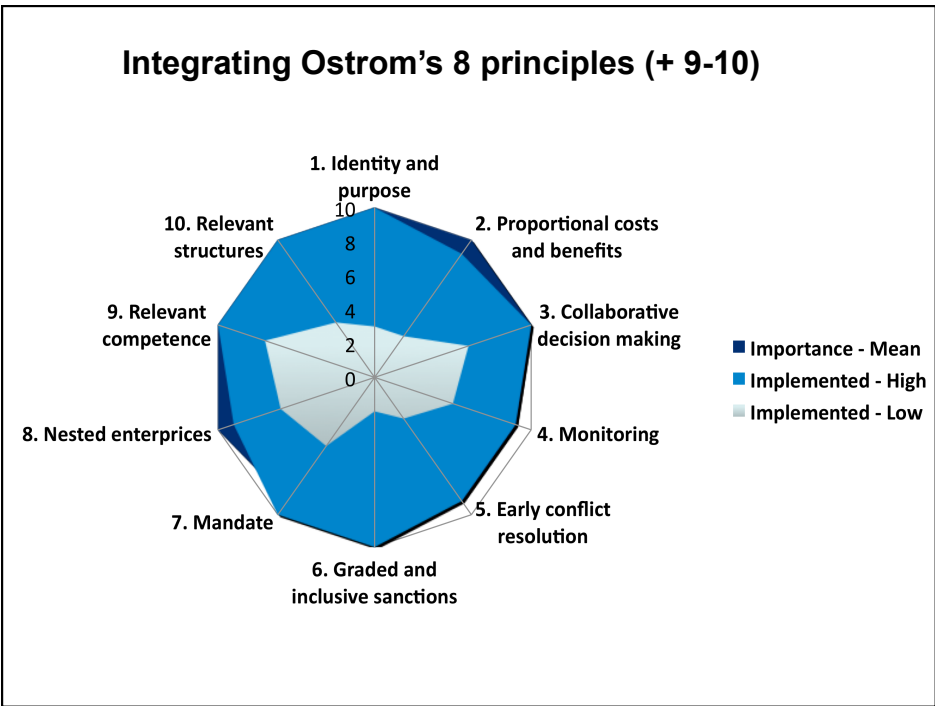 Integrating Ostrom’s 8 principles (+ 9-10)
1. Identity and
purpose
10
8
6
4
2
0
2. Proportional costs
and benefits
3. Collaborative
decision making
4. Monitoring
5. Early conflict
resolution
6. Graded and
inclusive sanctions
7. Mandate
8. Nested enterprices
9. Relevant
competence
10. Relevant
structures
Importance - Mean
Implemented - High
Implemented - Low